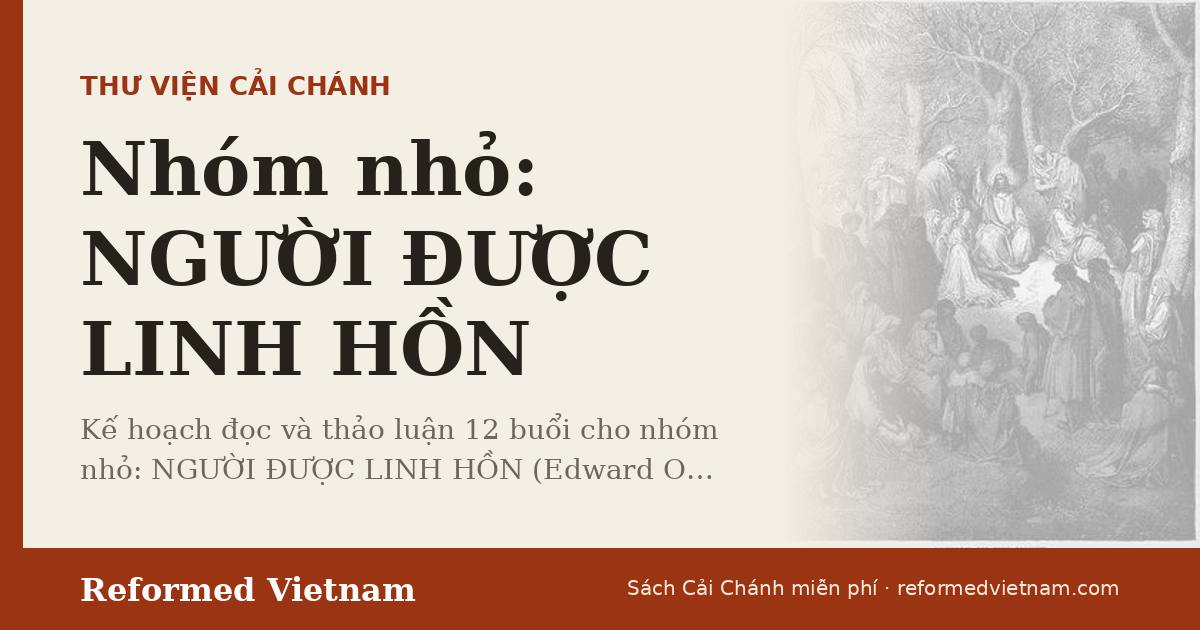 THƯ VIỆN CẢI CHÁNH
Nhóm nhỏ:
NGƯỜI ĐƯỢC
LINH HỒN
Kế hoạch đọc và thảo luận 12 buổi cho nhóm
nhỏ: NGƯỜI ĐƯỢC LINH HỒN (Edward O…
Reformed Vietnam
Sách Cải Chánh miễn phí · reformedvietnam.com